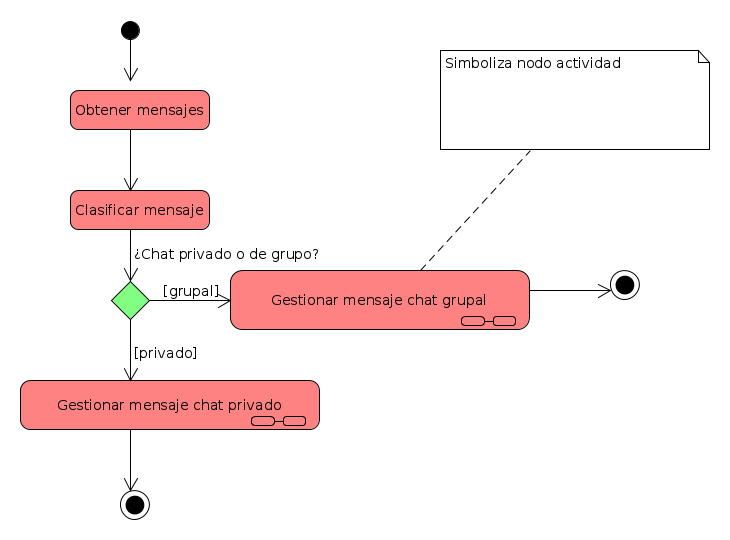 Simboliza nodo actividad
Obtener mensajes
Clasificar mensaje
¿Chat privado o de grupo?
[grupal]
Gestionar mensaje chat grupal
[privado]
Gestionar mensaje chat privado